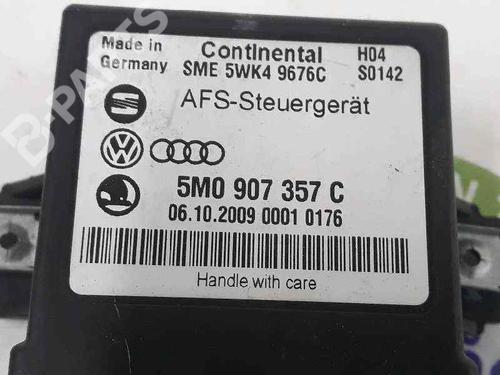 Made in
Germany
Continental
SME 5WK4 9676C
H04
S0142
AFS-Steuergerät
5M0 907 357 C
06.10.2009 0001 0176
Handle with care
B-PARTS